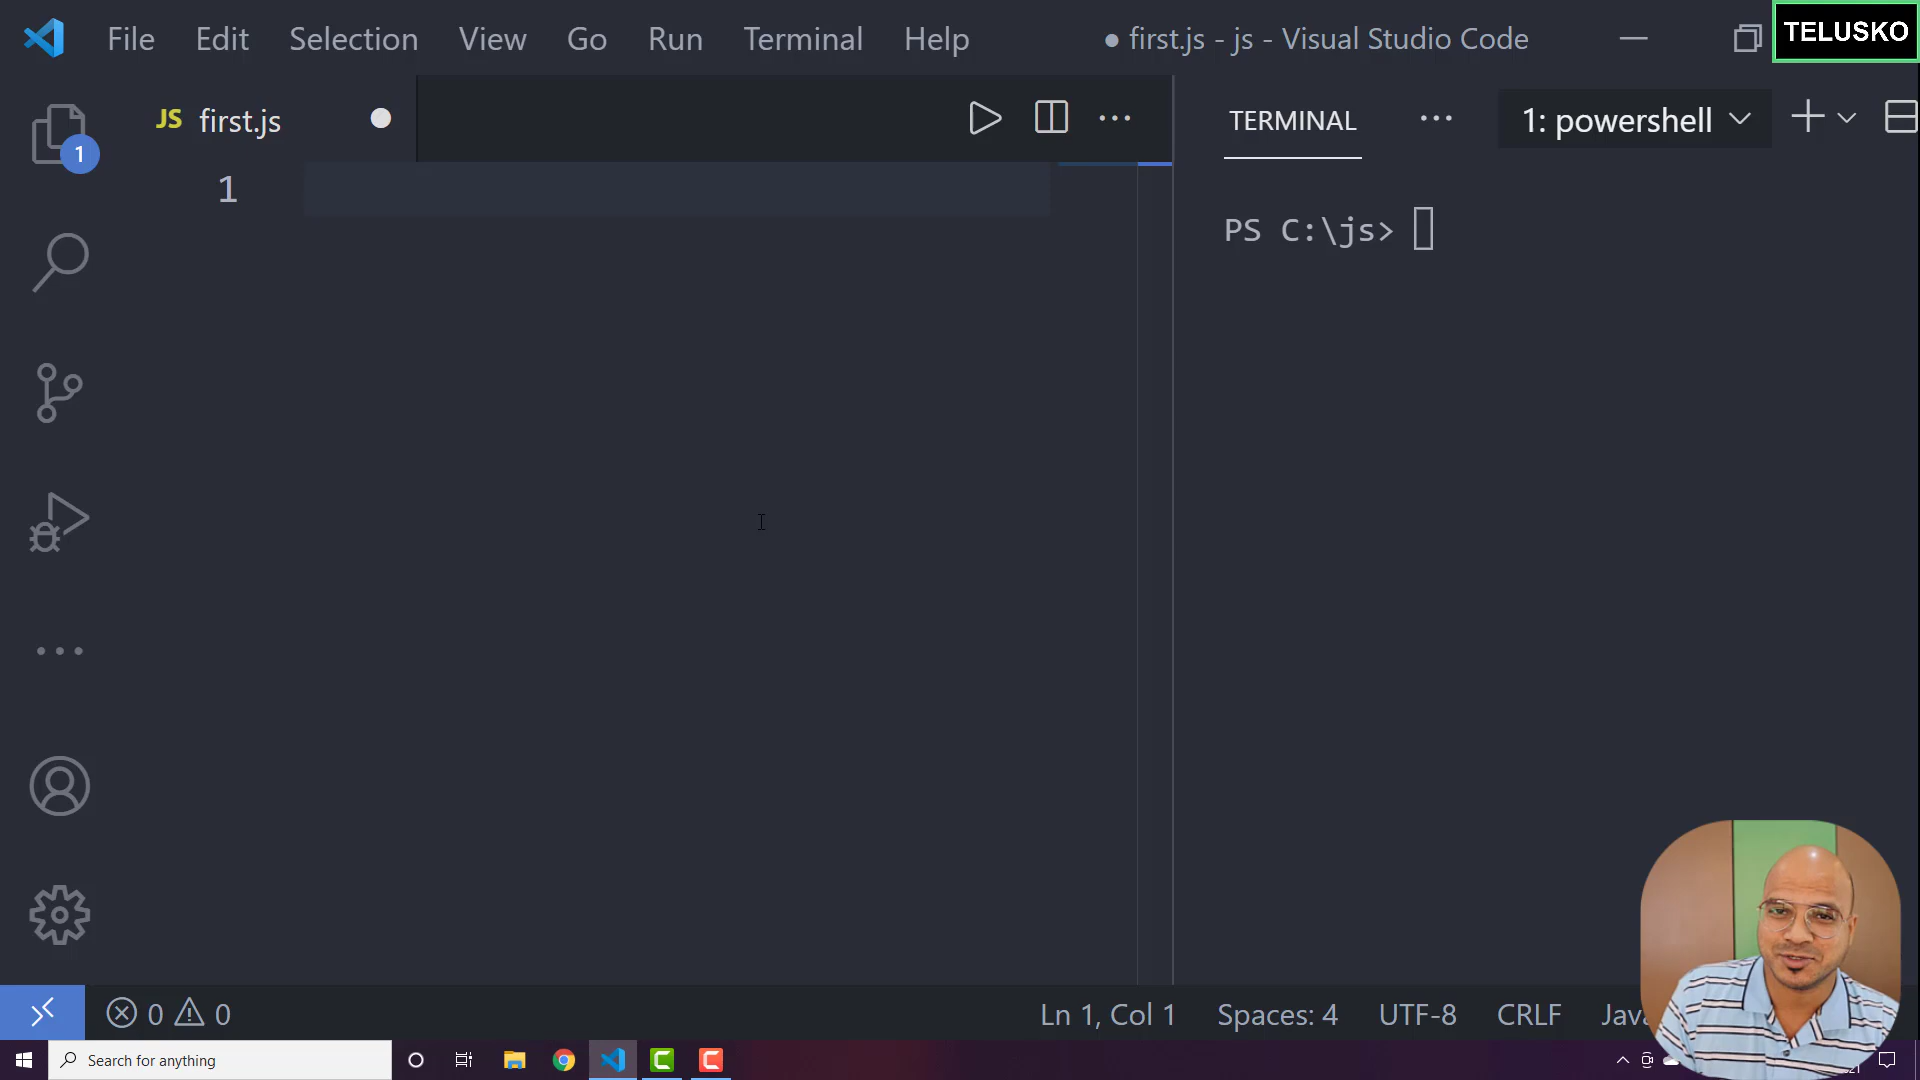 File Edit Selection View Go Run Terminal Help ● first.js - js - Visual Studio Code
TELUSKO
JS first.js
TERMINAL 1: powershell
1
1
PS C:\js>
0 0 Ln 1, Col 1 Spaces: 4 UTF-8 CRLF
Search for anything